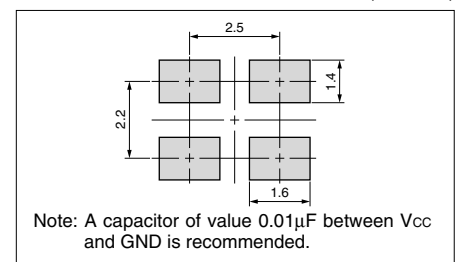 2.5
1.4
2.2
1.6
Note: A capacitor of value 0.01μF between Vcc
and GND is recommended.